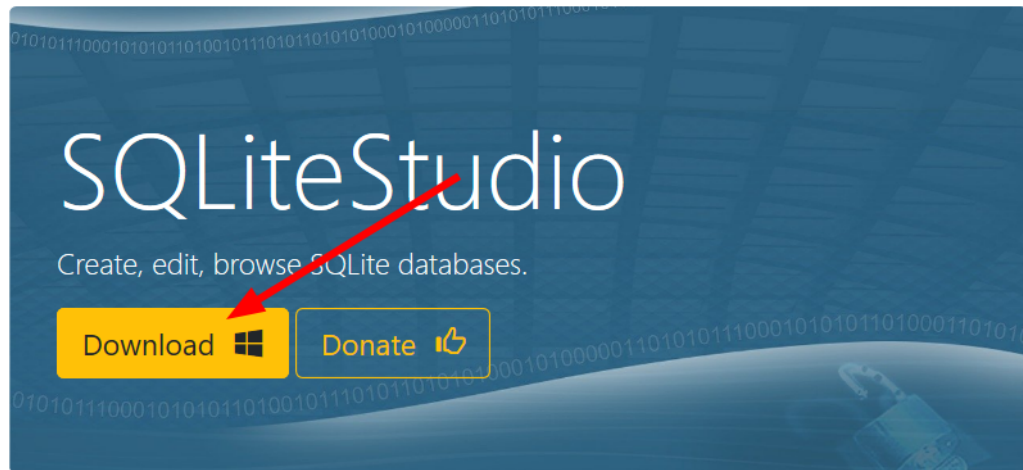 SQLiteStudio
Create, edit, browse SQLite databases.
Download
Donate